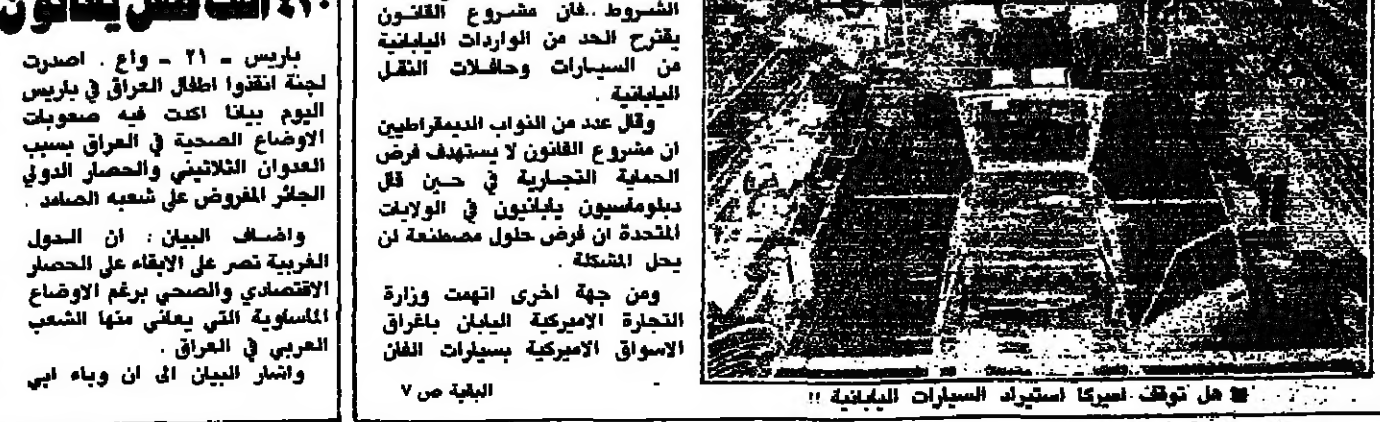 الشروط ..فان مشروع القانون
يقترح الحد من الواردات اليابانية
من السيارات وحافلات النقل
اليابانية .
وقال عدد من النواب الديمقراطيين
ان مشروع القانون لا يستهدف فرض
الحماية التجارية في حين قال
دبلوماسيون يابانيون في الولايات
المتحدة ان فرض حلول مصطنعة لن
يحل المشكلة .
ومن جهة اخرى اتهمت وزارة
التجارة الاميركية اليابان باغراق
الاسواق الاميركية بسيارات الفان
البقية ص ٧
هل توقف اميركا استيراد السيارات اليابانية !!
باريس - ٢١ - واع . اصدرت
لجنة انقذوا اطفال العراق في باريس
اليوم بيانا اكدت فيه صعوبات
الاوضاع الصحية في العراق بسبب
العدوان الثلاثيني والحصار الدولي
الجائر المفروض على شعبه الصامد .
واضاف البيان : ان الدول
الغربية تصر على الابقاء على الحصار
الاقتصادي والصحي برغم الاوضاع
الماساوية التي يعاني منها الشعب
العربي في العراق .
واشار البيان الى ان وباء ابي